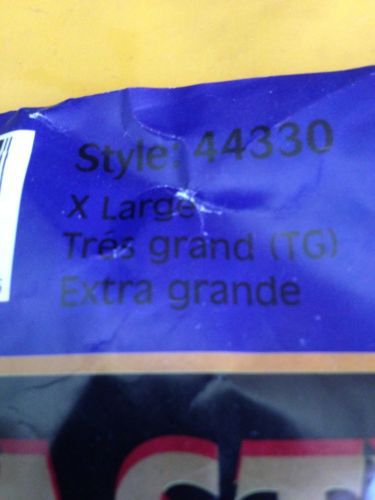 Style: 44330
X Large
Trés grand (TG)
Extra grande